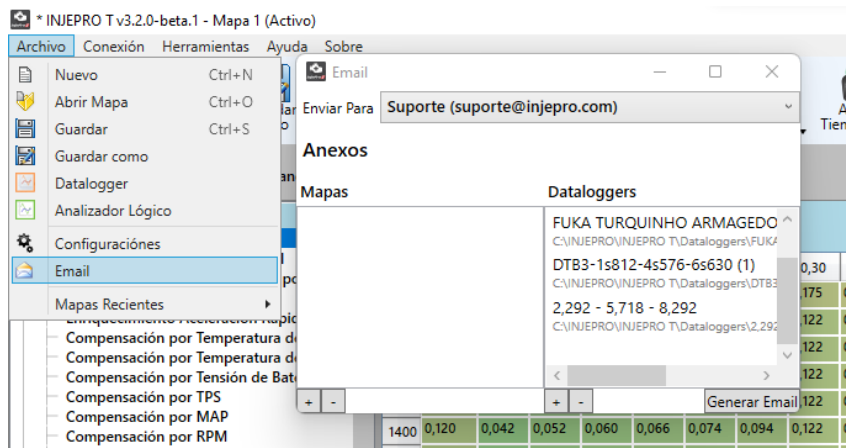 * INJEPRO T v3.2.0-beta.1 - Mapa 1 (Activo)
Archivo Conexión Herramientas Ayuda Sobre
Nuevo Ctrl+N
Abrir Mapa Ctrl+O
Guardar Ctrl+S
Guardar como
Datalogger
Analizador Lógico
Configuraciónes
Email
Mapas Recientes
Email
Enviar Para Suporte (suporte@injepro.com)
Anexos
Mapas Dataloggers
FUKA TURQUINHO ARMAGEDO
C:\INJEPRO\INJEPRO T\Dataloggers\FUKA
DTB3-1s812-4s576-6s630 (1)
C:\INJEPRO\INJEPRO T\Dataloggers\DTB3
2,292 - 5,718 - 8,292
C:\INJEPRO\INJEPRO T\Dataloggers\2,292
+ - + - Generar Email
Tien
0,30
,175
,122
,122
,122
,122
Compensación por Temperatura d
Compensación por Temperatura d
Compensación por Tensión de Bat
Compensación por TPS
Compensación por MAP
Compensación por RPM
1400 0,120 0,042 0,052 0,060 0,066 0,074 0,094 0,122